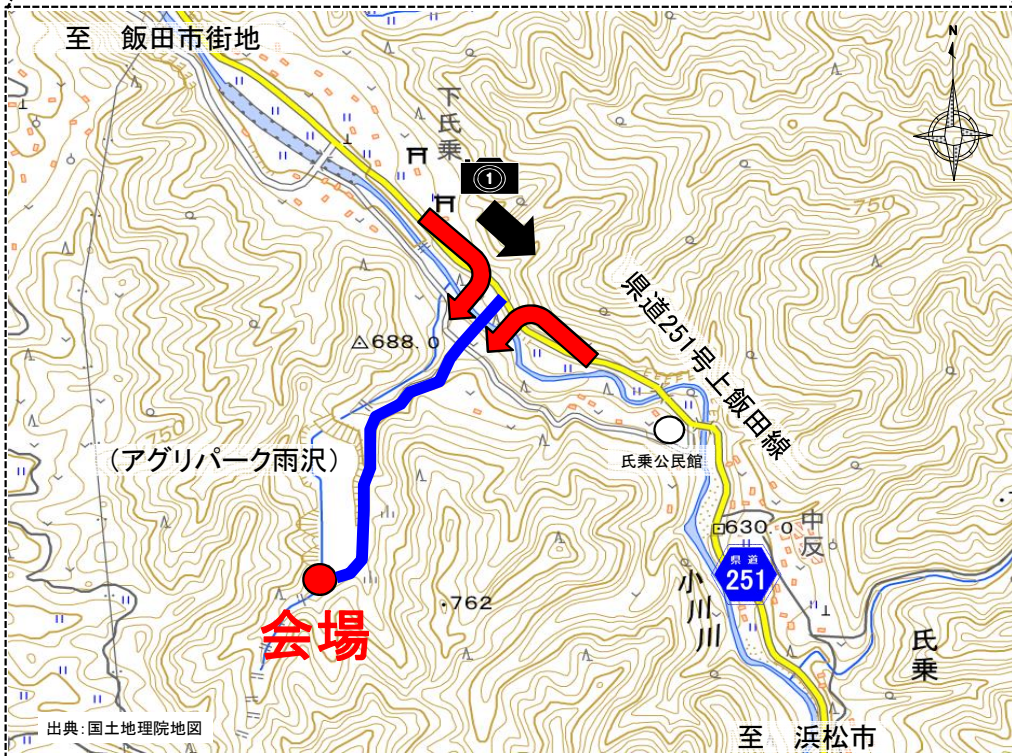 至 飯田市街地
N
下氏乗
①
750
県道251号上飯田線
688.0
750
(アグリパーク雨沢)
氏乗公民館
630.0
中反
県道
251
小川川
・762
会場
氏乗
出典:国土地理院地図
至 浜松市